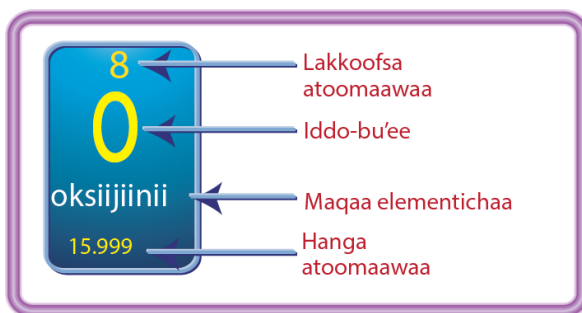 8
O
oksiijiinii
15.999
Lakkoofsa
atoomaawaa
Iddo-bu'ee
Maqaa elementichaa
Hanga
atoomaawaa